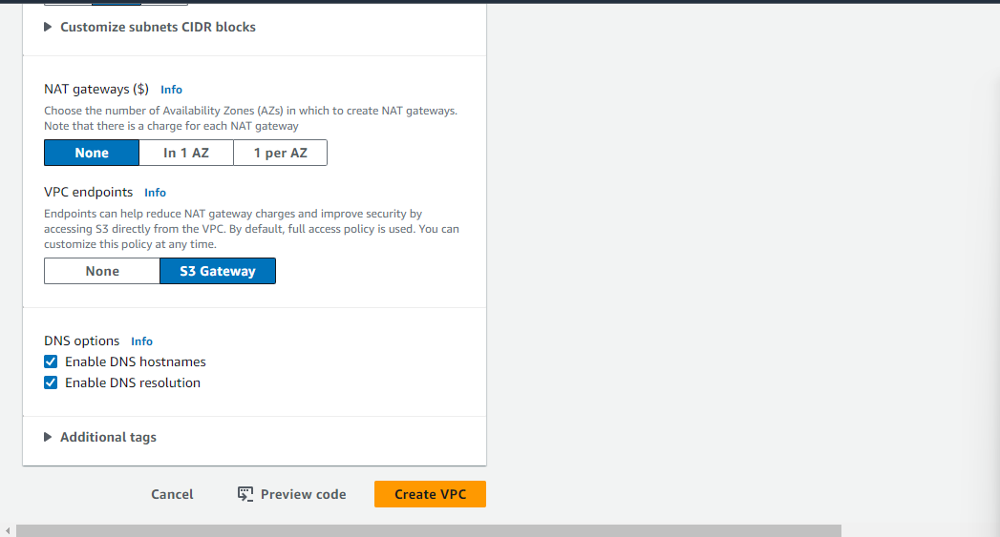 Customize subnets CIDR blocks
NAT gateways ($) Info
Choose the number of Availability Zones (AZs) in which to create NAT gateways.
Note that there is a charge for each NAT gateway
None In 1 AZ 1 per AZ
VPC endpoints Info
Endpoints can help reduce NAT gateway charges and improve security by
accessing S3 directly from the VPC. By default, full access policy is used. You can
customize this policy at any time.
None S3 Gateway
DNS options Info
Enable DNS hostnames
Enable DNS resolution
Additional tags
Cancel Preview code Create VPC